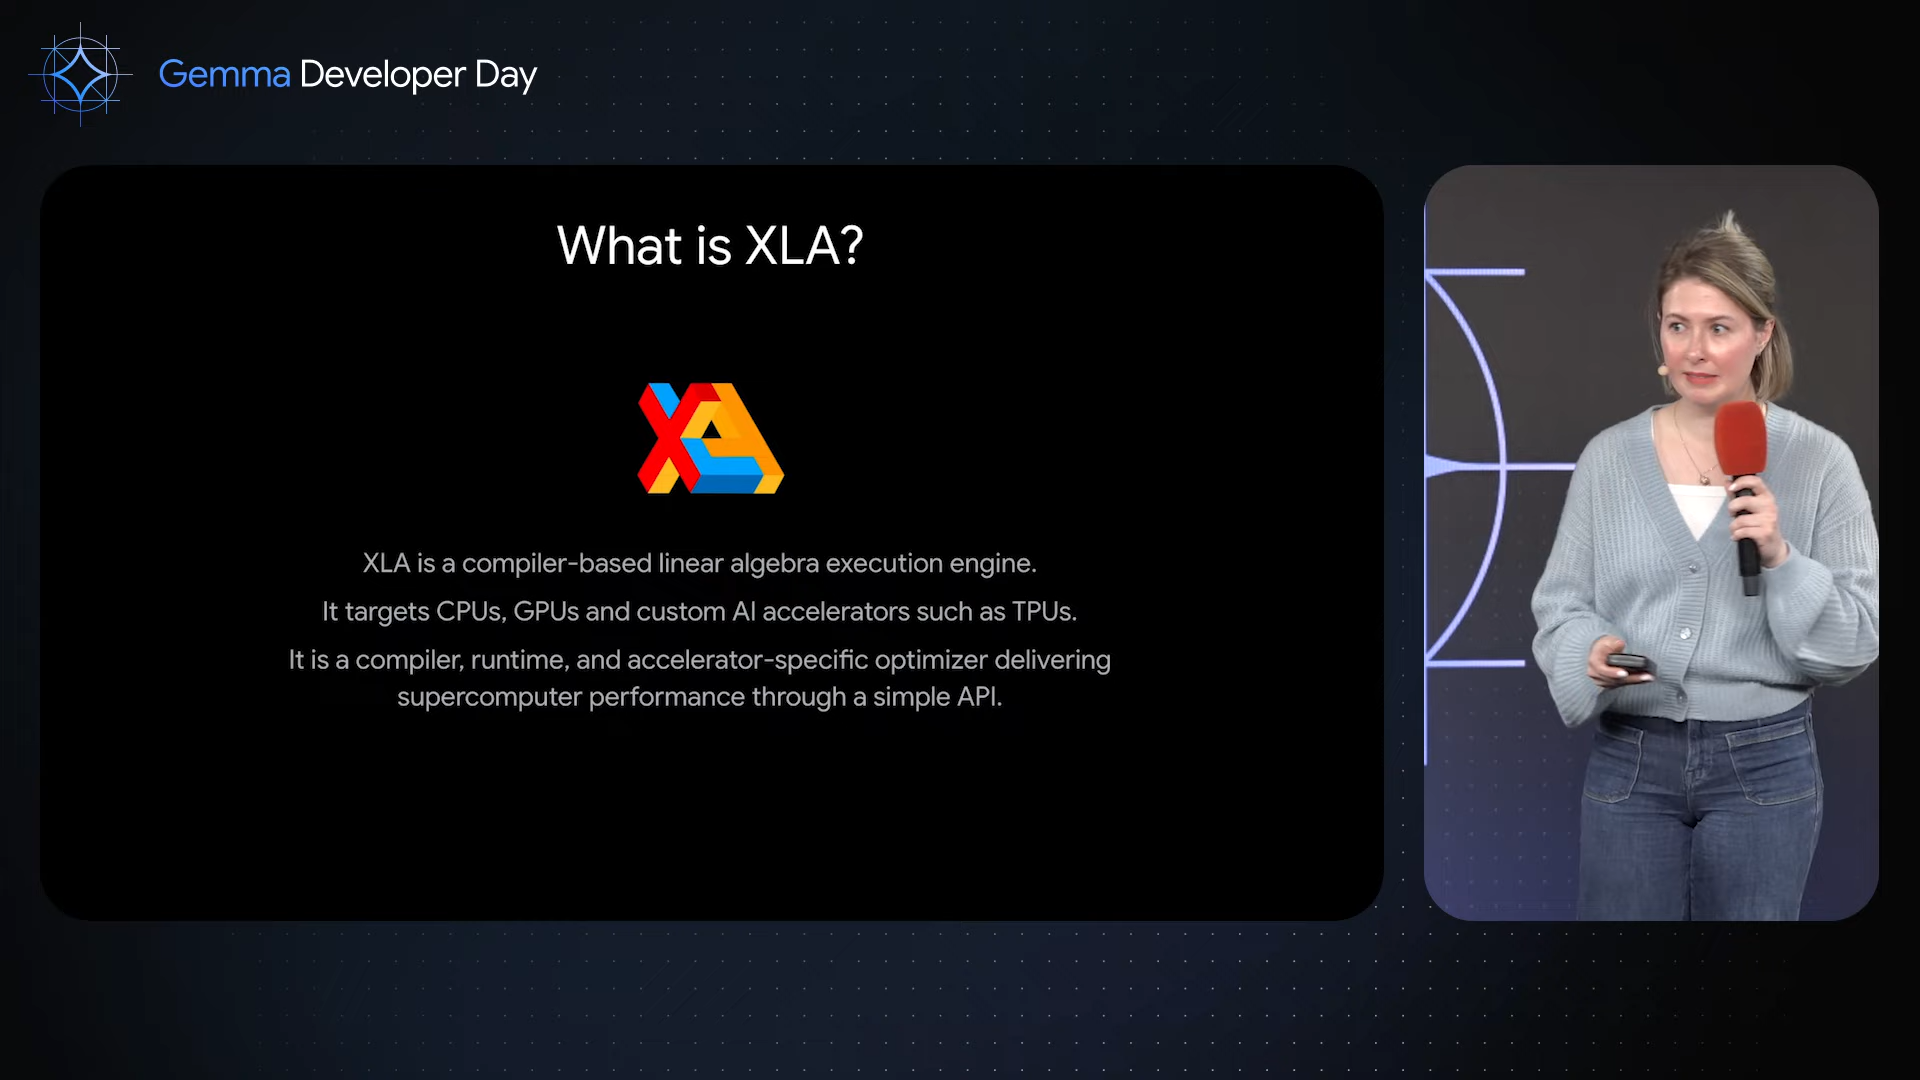 Gemma Developer Day
What is XLA?
XLA
XLA is a compiler-based linear algebra execution engine.
It targets CPUs, GPUs and custom AI accelerators such as TPUs.
It is a compiler, runtime, and accelerator-specific optimizer delivering
supercomputer performance through a simple API.